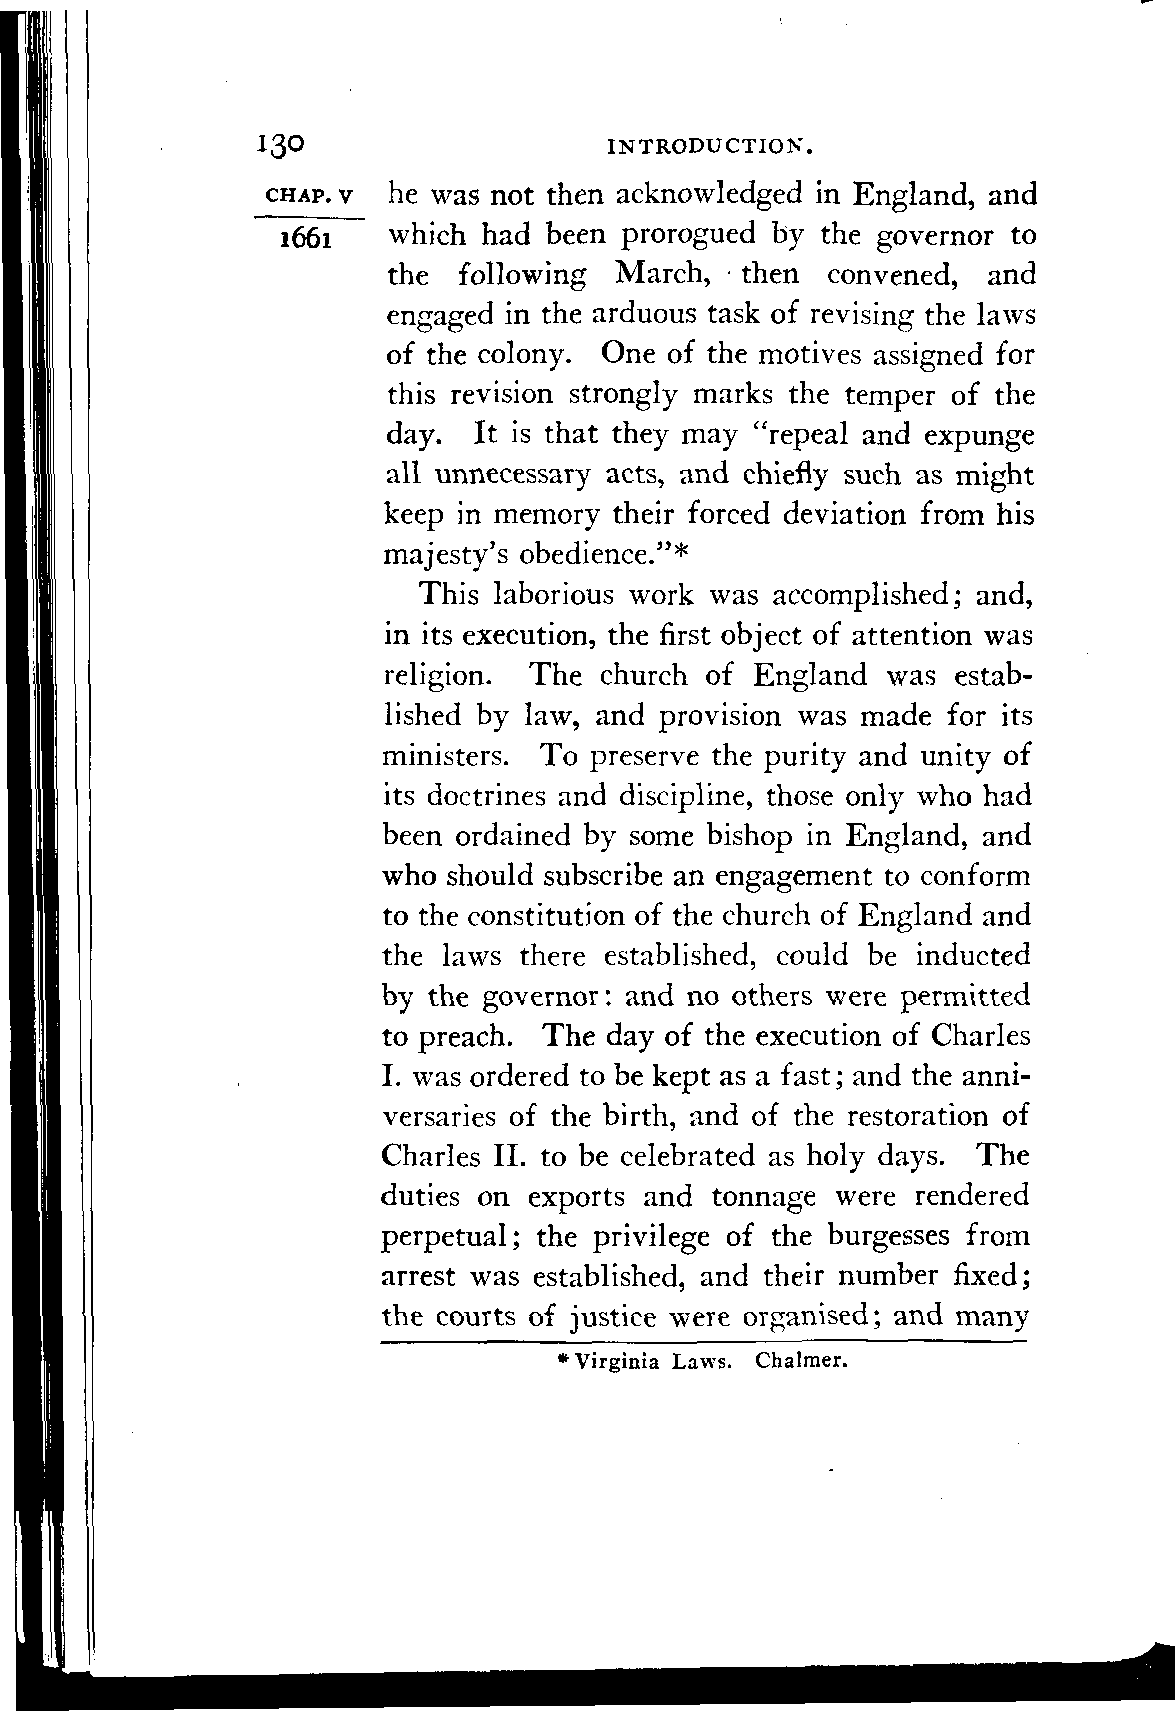 130 INTRODUCTION.
CHAP. V he was not then acknowledged in England, and
1661 which had been prorogued by the governor to
the following March, then convened, and
engaged in the arduous task of revising the laws
of the colony. One of the motives assigned for
this revision strongly marks the temper of the
day. It is that they may "repeal and expunge
all unnecessary acts, and chiefly such as might
keep in memory their forced deviation from his
majesty's obedience."*
This laborious work was accomplished; and,
in its execution, the first object of attention was
religion. The church of England was estab-
lished by law, and provision was made for its
ministers. To preserve the purity and unity of
its doctrines and discipline, those only who had
been ordained by some bishop in England, and
who should subscribe an engagement to conform
to the constitution of the church of England and
the laws there established, could be inducted
by the governor: and no others were permitted
to preach. The day of the execution of Charles
I. was ordered to be kept as a fast; and the anni-
versaries of the birth, and of the restoration of
Charles II. to be celebrated as holy days. The
duties on exports and tonnage were rendered
perpetual; the privilege of the burgesses from
arrest was established, and their number fixed;
the courts of justice were organised; and many
* Virginia Laws. Chalmer.